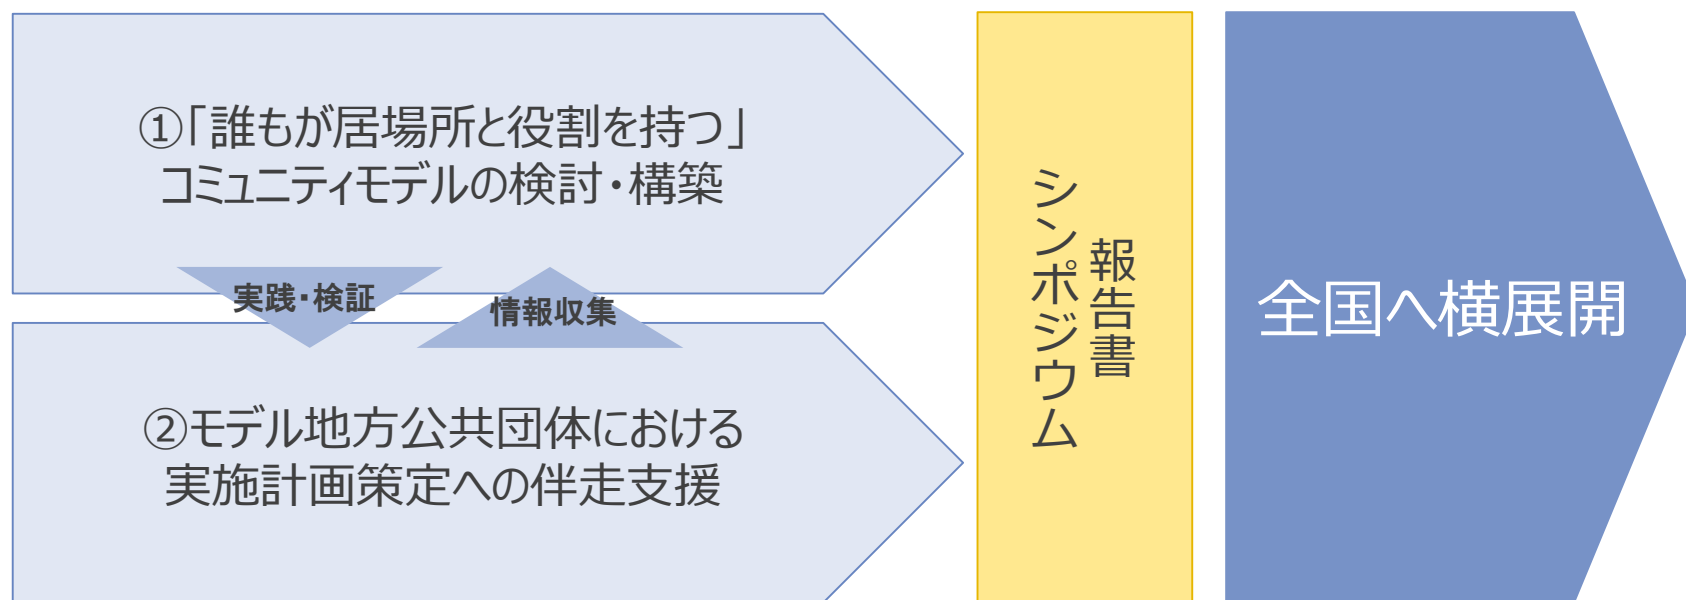 ①「誰もが居場所と役割を持つ」
コミュニティモデルの検討・構築
実践・検証
情報収集
②モデル地方公共団体における
実施計画策定への伴走支援
報告書
シンポジウム
全国へ横展開